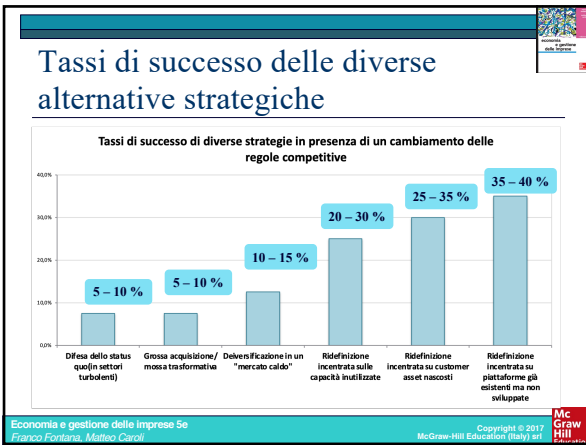 economia
e gestione
delle imprese
Tassi di successo delle diverse
alternative strategiche
Tassi di successo di diverse strategie in presenza di un cambiamento delle
regole competitive
40,0%
30,0%
20,0%
10,0%
0,0%
5 – 10 %
5 – 10 %
10 – 15 %
20 – 30 %
25 – 35 %
35 – 40 %
Difesa dello status
quo(in settori
turbolenti)
Grossa acquisizione/
mossa trasformativa
Deiversificazione in un
"mercato caldo"
Ridefinizione
incentrata sulle
capacità inutilizzate
Ridefinizione
incentrata su customer
asset nascosti
Ridefinizione
incentrata su
piattaforme già
esistenti ma non
sviluppate
Economia e gestione delle imprese 5e
Franco Fontana, Matteo Caroli
Copyright © 2017
McGraw-Hill Education (Italy) srl
Mc
Graw
Hill
Education